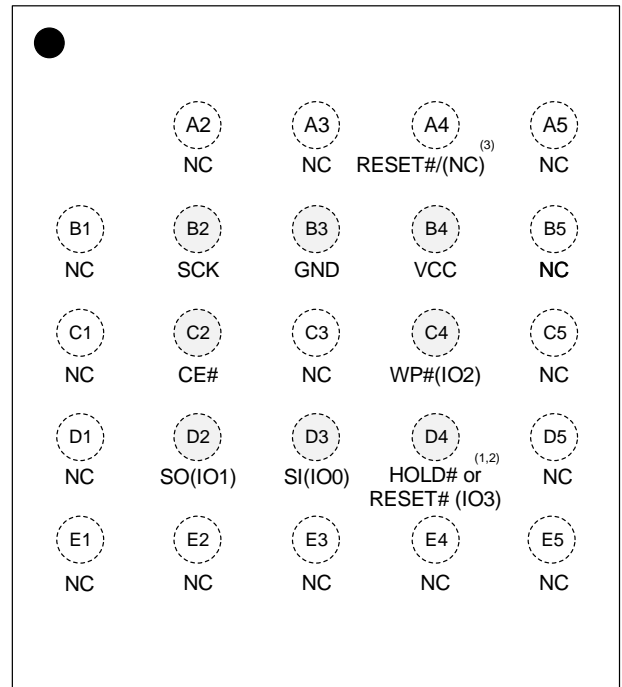 A2 A3 A4 A5
(3)
NC NC RESET#/(NC) NC
B1 B2 B3 B4 B5
NC SCK GND VCC NC
C1 C2 C3 C4 C5
NC CE# NC WP#(IO2) NC
D1 D2 D3 D4 D5
(1,2)
NC SO(IO1) SI(IO0) HOLD# or NC
RESET# (IO3)
E1 E2 E3 E4 E5
NC NC NC NC NC